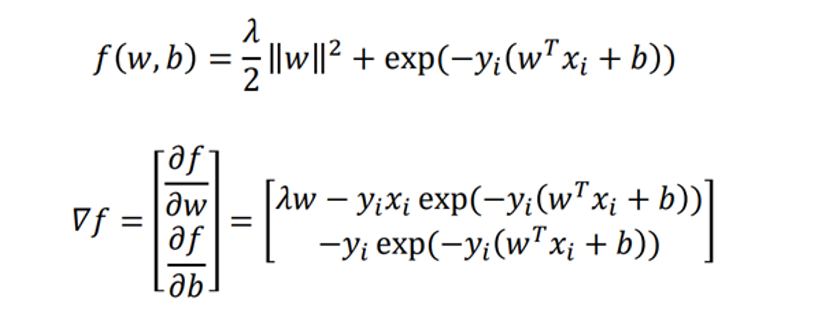 f(w, b) = λ/2 ‖w‖² + exp(−yᵢ(wᵀxᵢ + b))
∇f = [∂f/∂w ∂f/∂b] = [λw − yᵢxᵢ exp(−yᵢ(wᵀxᵢ + b)) −yᵢ exp(−yᵢ(wᵀxᵢ + b))]